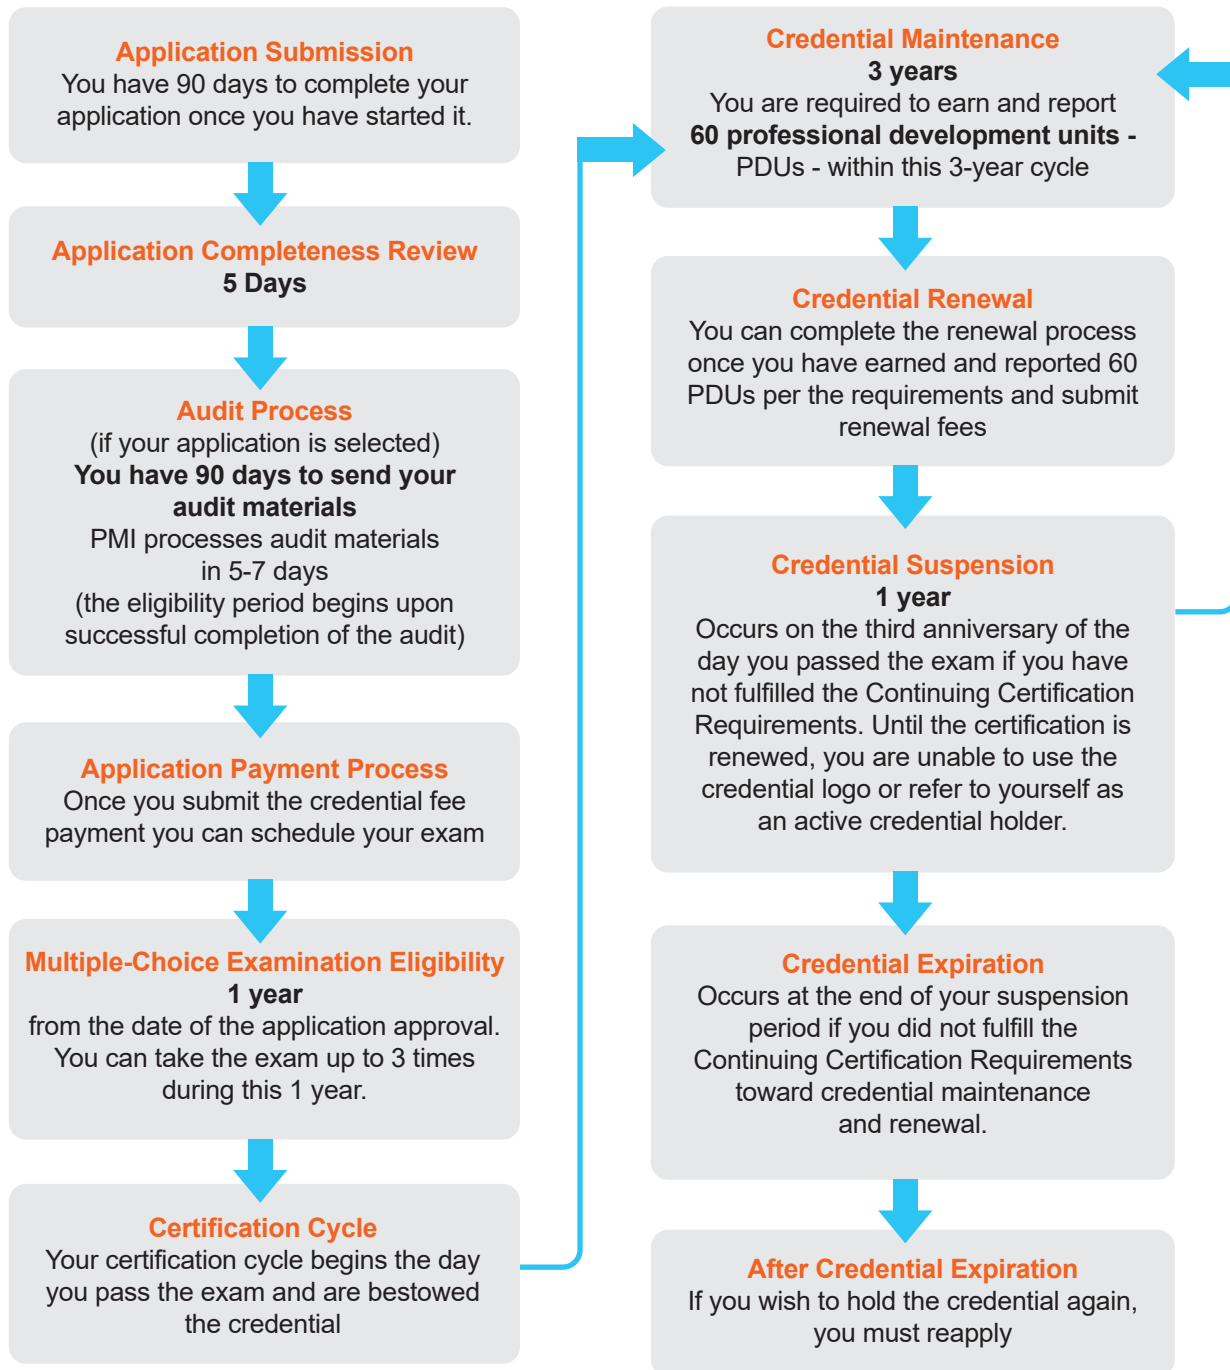 Application Submission
You have 90 days to complete your
application once you have started it.
Application Completeness Review
5 Days
Audit Process
(if your application is selected)
You have 90 days to send your
audit materials
PMI processes audit materials
in 5-7 days
(the eligibility period begins upon
successful completion of the audit)
Application Payment Process
Once you submit the credential fee
payment you can schedule your exam
Multiple-Choice Examination Eligibility
1 year
from the date of the application approval.
You can take the exam up to 3 times
during this 1 year.
Certification Cycle
Your certification cycle begins the day
you pass the exam and are bestowed
the credential
Credential Maintenance
3 years
You are required to earn and report
60 professional development units -
PDUs - within this 3-year cycle
Credential Renewal
You can complete the renewal process
once you have earned and reported 60
PDUs per the requirements and submit
renewal fees
Credential Suspension
1 year
Occurs on the third anniversary of the
day you passed the exam if you have
not fulfilled the Continuing Certification
Requirements. Until the certification is
renewed, you are unable to use the
credential logo or refer to yourself as
an active credential holder.
Credential Expiration
Occurs at the end of your suspension
period if you did not fulfill the
Continuing Certification Requirements
toward credential maintenance
and renewal.
After Credential Expiration
If you wish to hold the credential again,
you must reapply